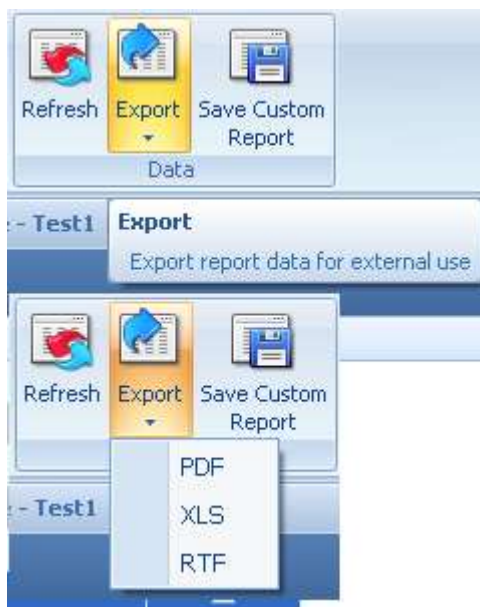 Refresh Export Save Custom
Report
Data
- Test1 Export
Export report data for external use
Refresh Export Save Custom
Report
PDF
- Test1 XLS
RTF